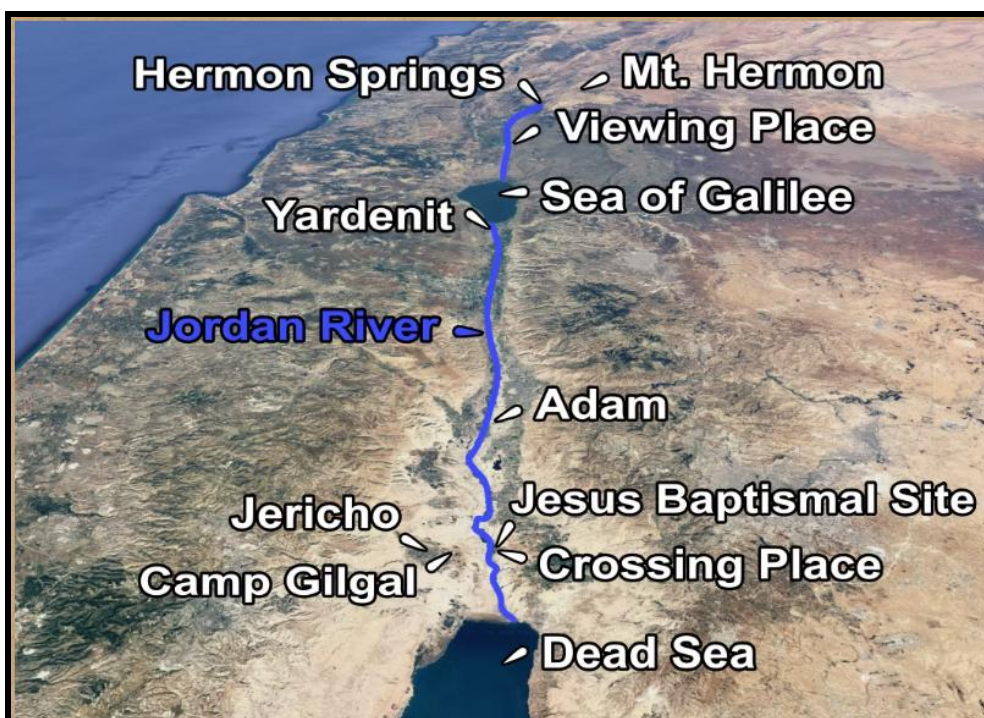 Hermon Springs
Mt. Hermon
Viewing Place
Sea of Galilee
Yardenit
Jordan River
Adam
Jesus Baptismal Site
Jericho
Crossing Place
Camp Gilgal
Dead Sea